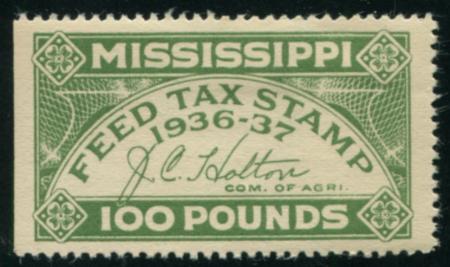 MISSISSIPPI
FEED TAX STAMP
1936-37
J. C. Holton
COM. OF AGRI.
100 POUNDS